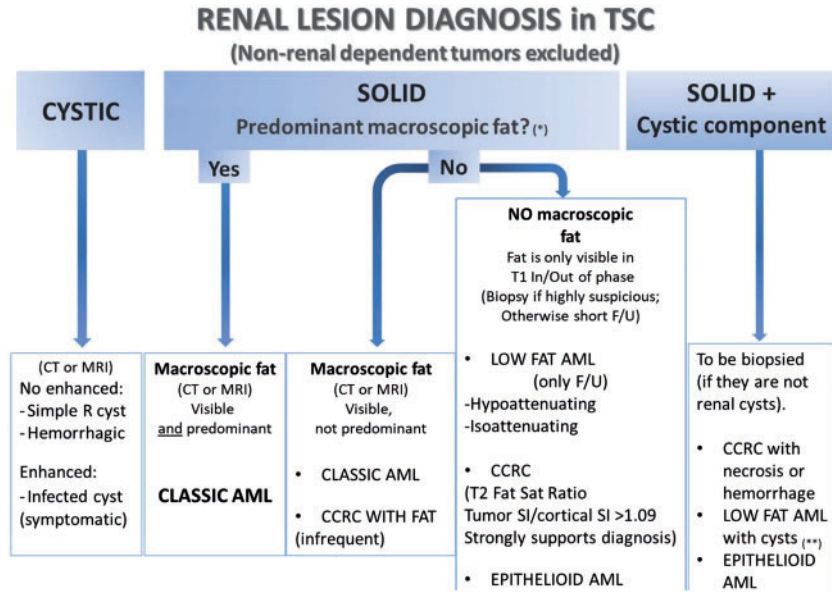 RENAL LESION DIAGNOSIS in TSC
(Non-renal dependent tumors excluded)
CYSTIC
SOLID
Predominant macroscopic fat? (*)
SOLID +
Cystic component
Yes
No
(CT or MRI)
No enhanced:
-Simple R cyst
-Hemorrhagic
Enhanced:
-Infected cyst
(symptomatic)
Macroscopic fat
(CT or MRI)
Visible
and predominant
CLASSIC AML
Macroscopic fat
(CT or MRI)
Visible,
not predominant
• CLASSIC AML
• CCRC WITH FAT
(infrequent)
NO macroscopic
fat
Fat is only visible in
T1 In/Out of phase
(Biopsy if highly suspicious;
Otherwise short F/U)
• LOW FAT AML
(only F/U)
-Hypoattenuating
-Isoattenuating
• CCRC
(T2 Fat Sat Ratio
Tumor SI/cortical SI >1.09
Strongly supports diagnosis)
• EPITHELIOID AML
To be biopsied
(if they are not
renal cysts).
• CCRC with
necrosis or
hemorrhage
• LOW FAT AML
with cysts (**)
• EPITHELIOID
AML